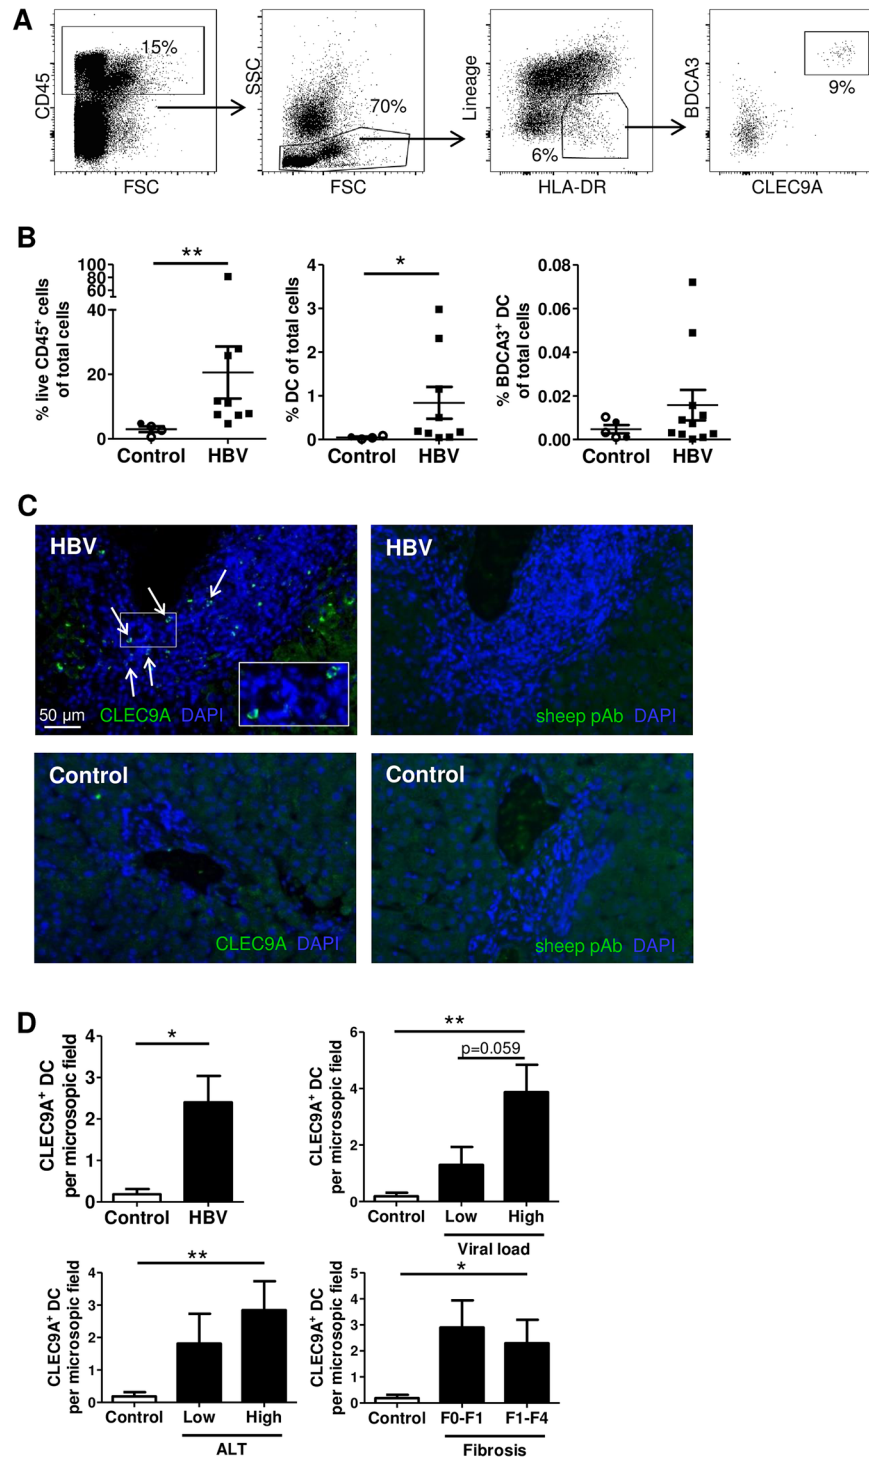 A
CD45
15%
FSC
SSC
70%
FSC
Lineage
6%
HLA-DR
BDCA3
9%
CLEC9A
B
% live CD45+ cells
of total cells
100
80
60
40
20
0
**
Control
HBV
% DC of total cells
4
3
2
1
0
*
Control
HBV
% BDCA3+ DC
of total cells
0.08
0.06
0.04
0.02
0.00
Control
HBV
C
HBV
50 µm
CLEC9A DAPI
HBV
sheep pAb DAPI
Control
CLEC9A DAPI
Control
sheep pAb DAPI
D
CLEC9A+ DC
per microsopic field
4
3
2
1
0
*
Control
HBV
CLEC9A+ DC
per microsopic field
6
4
2
0
**
p=0.059
Control
Low
High
Viral load
CLEC9A+ DC
per microsopic field
4
3
2
1
0
**
Control
Low
High
ALT
CLEC9A+ DC
per microsopic field
5
4
3
2
1
0
*
Control
F0-F1
F1-F4
Fibrosis